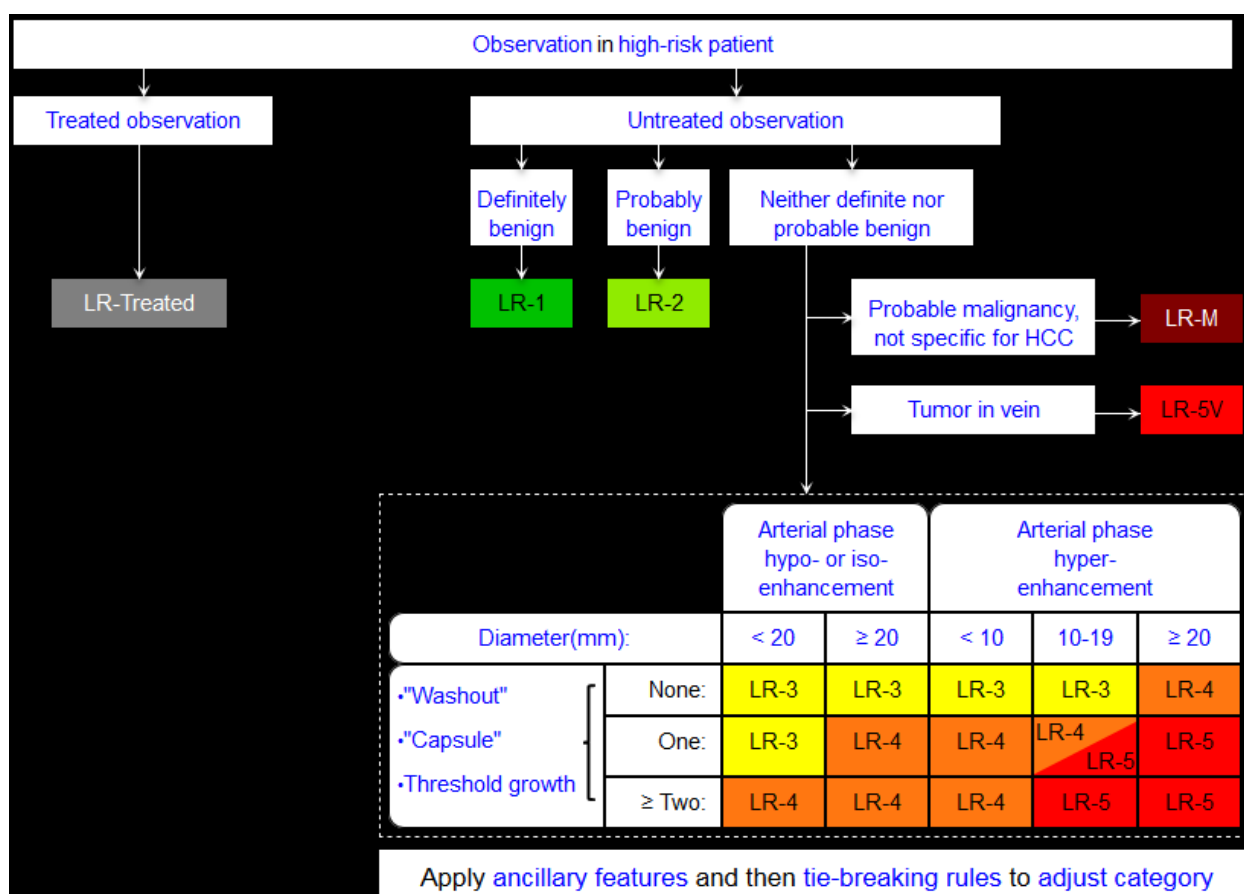 Observation in high-risk patient
Treated observation
Untreated observation
Definitely
benign
Probably
benign
Neither definite nor
probable benign
LR-Treated
LR-1
LR-2
Probable malignancy,
not specific for HCC
LR-M
Tumor in vein
LR-5V
Arterial phase
hypo- or iso-
enhancement
Arterial phase
hyper-
enhancement
Diameter(mm): < 20 ≥ 20 < 10 10-19 ≥ 20
•"Washout"
•"Capsule"
•Threshold growth
None: LR-3 LR-3 LR-3 LR-3 LR-4
One: LR-3 LR-4 LR-4 LR-4 LR-5 LR-5
≥ Two: LR-4 LR-4 LR-4 LR-5 LR-5
Apply ancillary features and then tie-breaking rules to adjust category